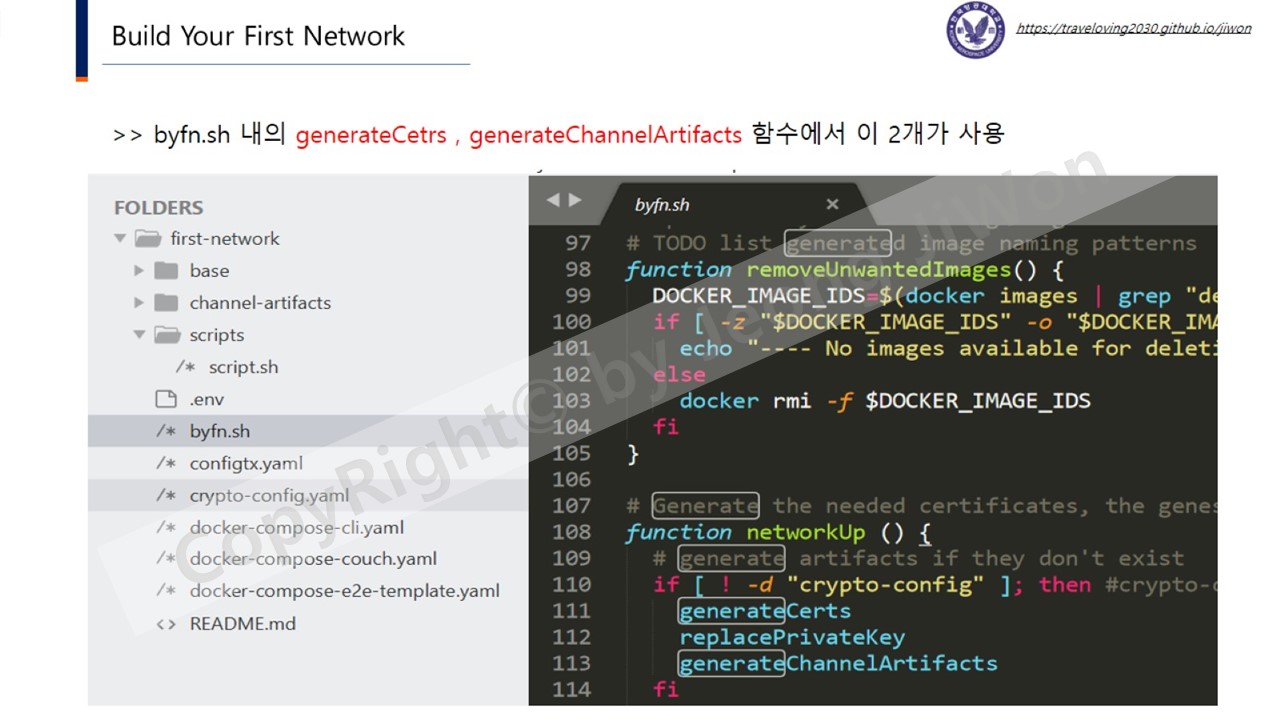 Build Your First Network
https://traveloving2030.github.io/jiwon
>> byfn.sh 내의 generateCetrs , generateChannelArtifacts 함수에서 이 2개가 사용
FOLDERS
first-network
base
channel-artifacts
scripts
/* script.sh
.env
/* byfn.sh
/* configtx.yaml
/* crypto-config.yaml
/* docker-compose-cli.yaml
/* docker-compose-couch.yaml
/* docker-compose-e2e-template.yaml
<> README.md
byfn.sh ×
97 # TODO list generated image naming patterns
98 function removeUnwantedImages() {
99 DOCKER_IMAGE_IDS=$(docker images | grep "de
100 if [ -z "$DOCKER_IMAGE_IDS" -o "$DOCKER_IMA
101 echo "---- No images available for deleti
102 else
103 docker rmi -f $DOCKER_IMAGE_IDS
104 fi
105 }
106
107 # Generate the needed certificates, the genes
108 function networkUp () {
109 # generate artifacts if they don't exist
110 if [ ! -d "crypto-config" ]; then #crypto-c
111 generateCerts
112 replacePrivateKey
113 generateChannelArtifacts
114 fi
CopyRight© by Jeong JiWon